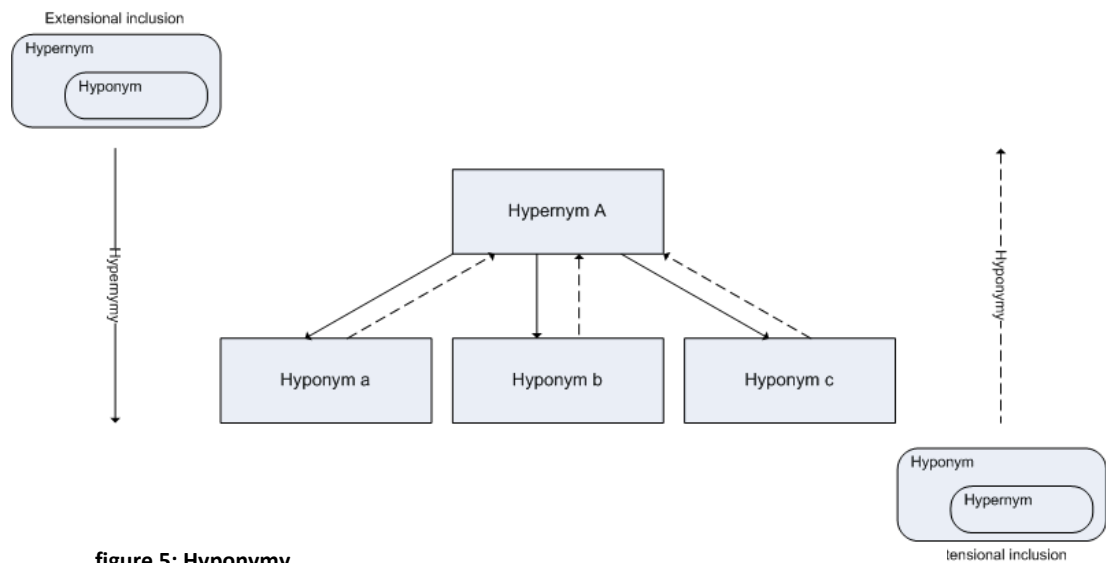 Extensional inclusion
Hypernym
Hyponym
Hypernymy
Hypernym A
Hyponym a
Hyponym b
Hyponym c
Hyponymy
Hyponym
Hypernym
tensional inclusion
figure 5: Hyponymy